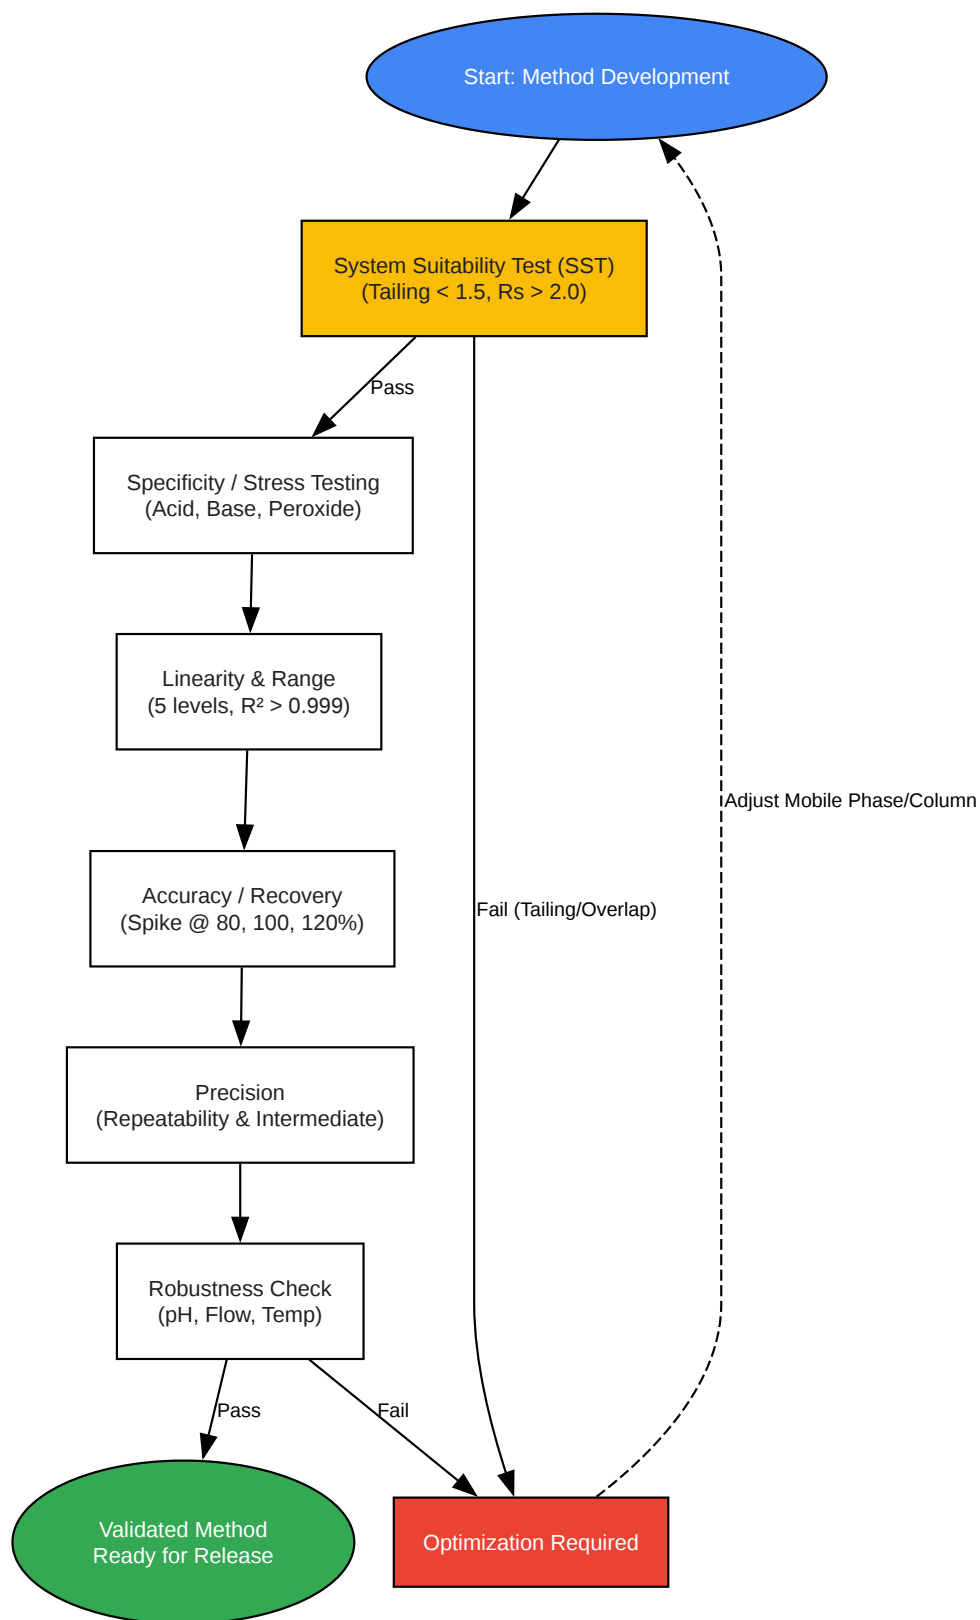 Start: Method Development
System Suitability Test (SST)
(Tailing < 1.5, Rs > 2.0)
Pass
Specificity / Stress Testing
(Acid, Base, Peroxide)
Linearity & Range
(5 levels, R² > 0.999)
Adjust Mobile Phase/Column
Accuracy / Recovery
(Spike @ 80, 100, 120%)
Fail (Tailing/Overlap)
Precision
(Repeatability & Intermediate)
Robustness Check
(pH, Flow, Temp)
Pass
Fail
Validated Method
Ready for Release
Optimization Required